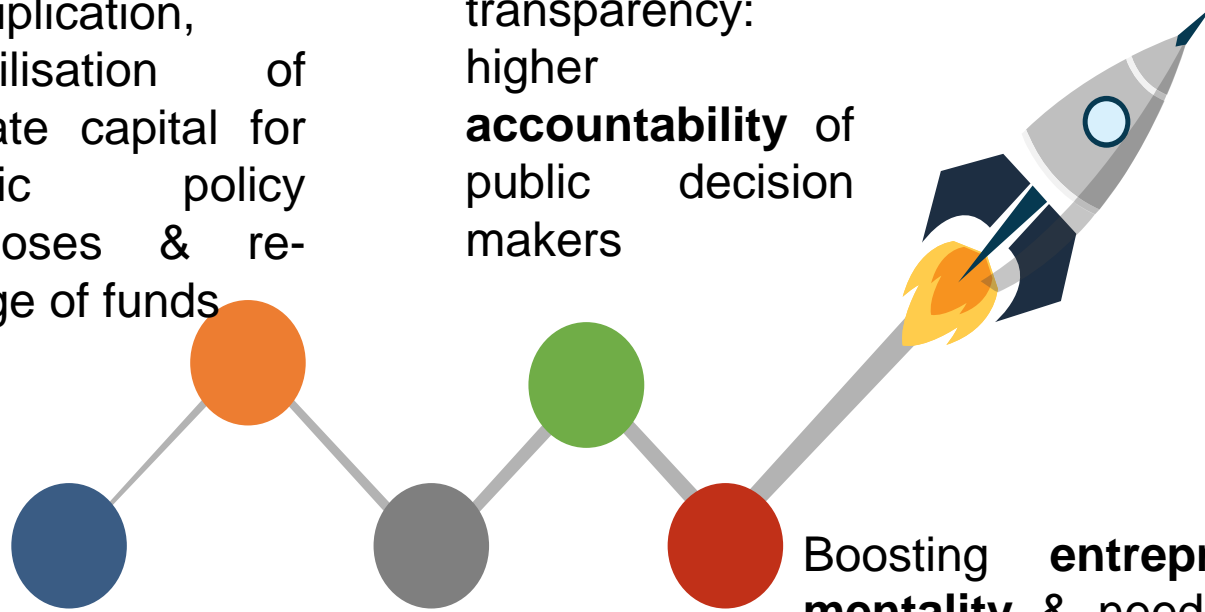 plication,
ilisation of
ate capital for
ic policy
oses & re-
ge of funds
transparency:
higher
accountability of
public decision
makers
Boosting entrepr
mentality & need